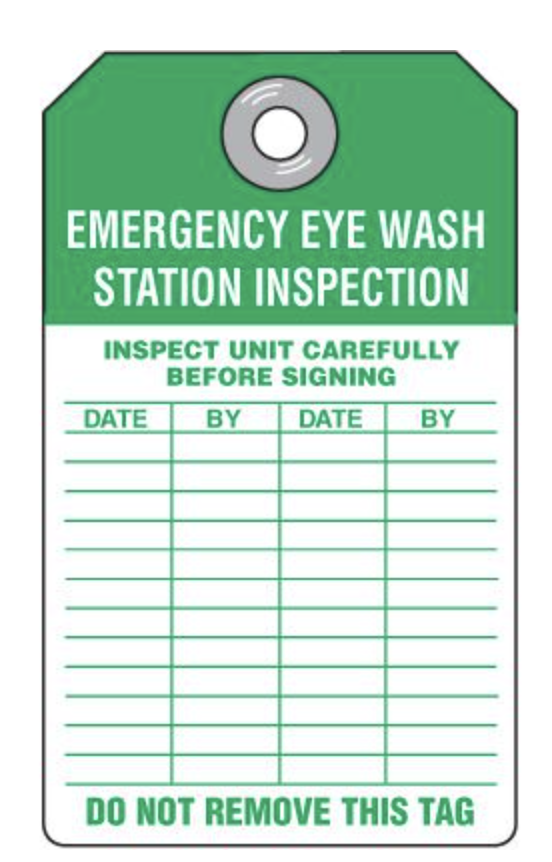 EMERGENCY EYE WASH
STATION INSPECTION
INSPECT UNIT CAREFULLY
BEFORE SIGNING
DATE BY DATE BY
DO NOT REMOVE THIS TAG